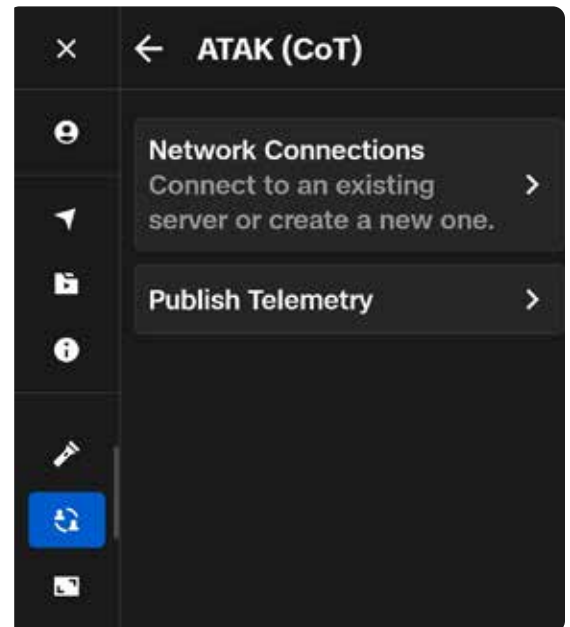 ATAK (CoT)
Network Connections
Connect to an existing
server or create a new one.
Publish Telemetry